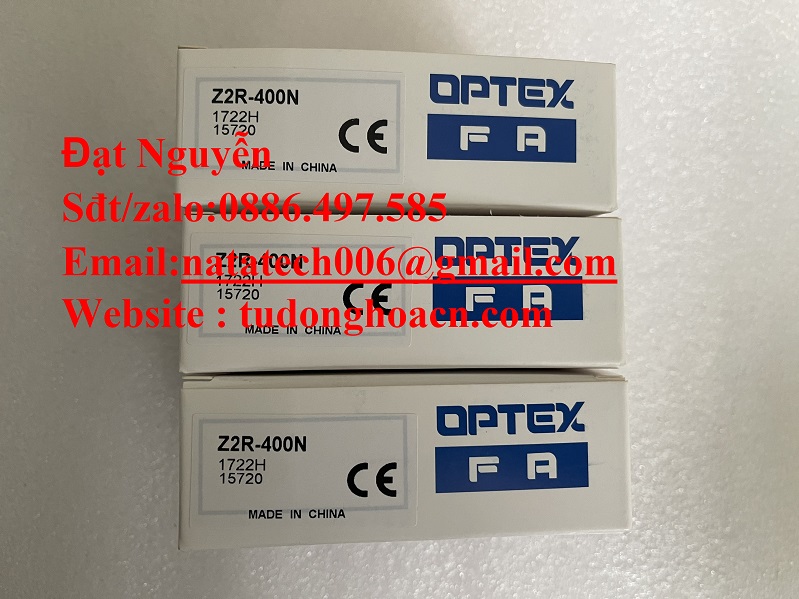 Z2R-400N
1722H
15720
MADE IN CHINA
CE
OPTEX
FA
Đạt Nguyễn
Sđt/zalo:0886.497.585
Z2R-400N
1722H
15720
MADE IN CHINA
CE
OPTEX
FA
Email:natatech006@gmail.com
Website : tudonghoacn.com
Z2R-400N
1722H
15720
MADE IN CHINA
CE
OPTEX
FA